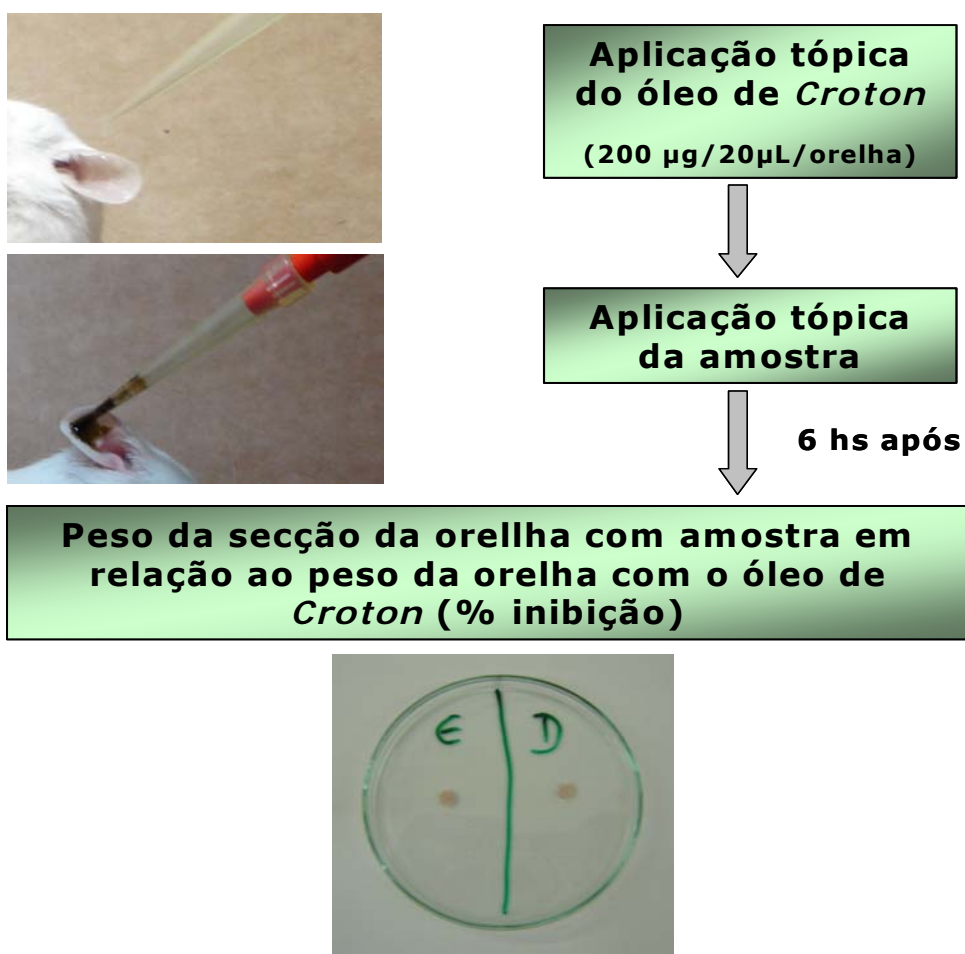 Aplicação tópica
do óleo de Croton
(200 µg/20µL/orelha)
Aplicação tópica
da amostra
6 hs após
Peso da secção da orellha com amostra em
relação ao peso da orelha com o óleo de
Croton (% inibição)
E D